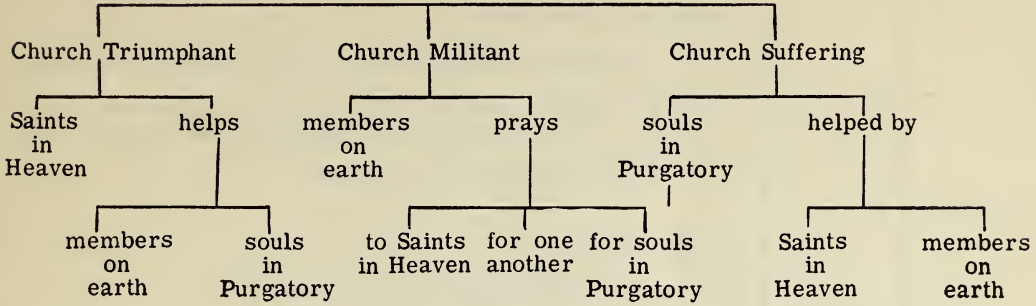 Church Triumphant
Church Militant
Church Suffering
Saints
in
Heaven
helps
members
on
earth
prays
souls
in
Purgatory
helped by
members
on
earth
souls
in
Purgatory
to Saints
in Heaven
for one
another
for souls
in
Purgatory
Saints
in
Heaven
members
on
earth